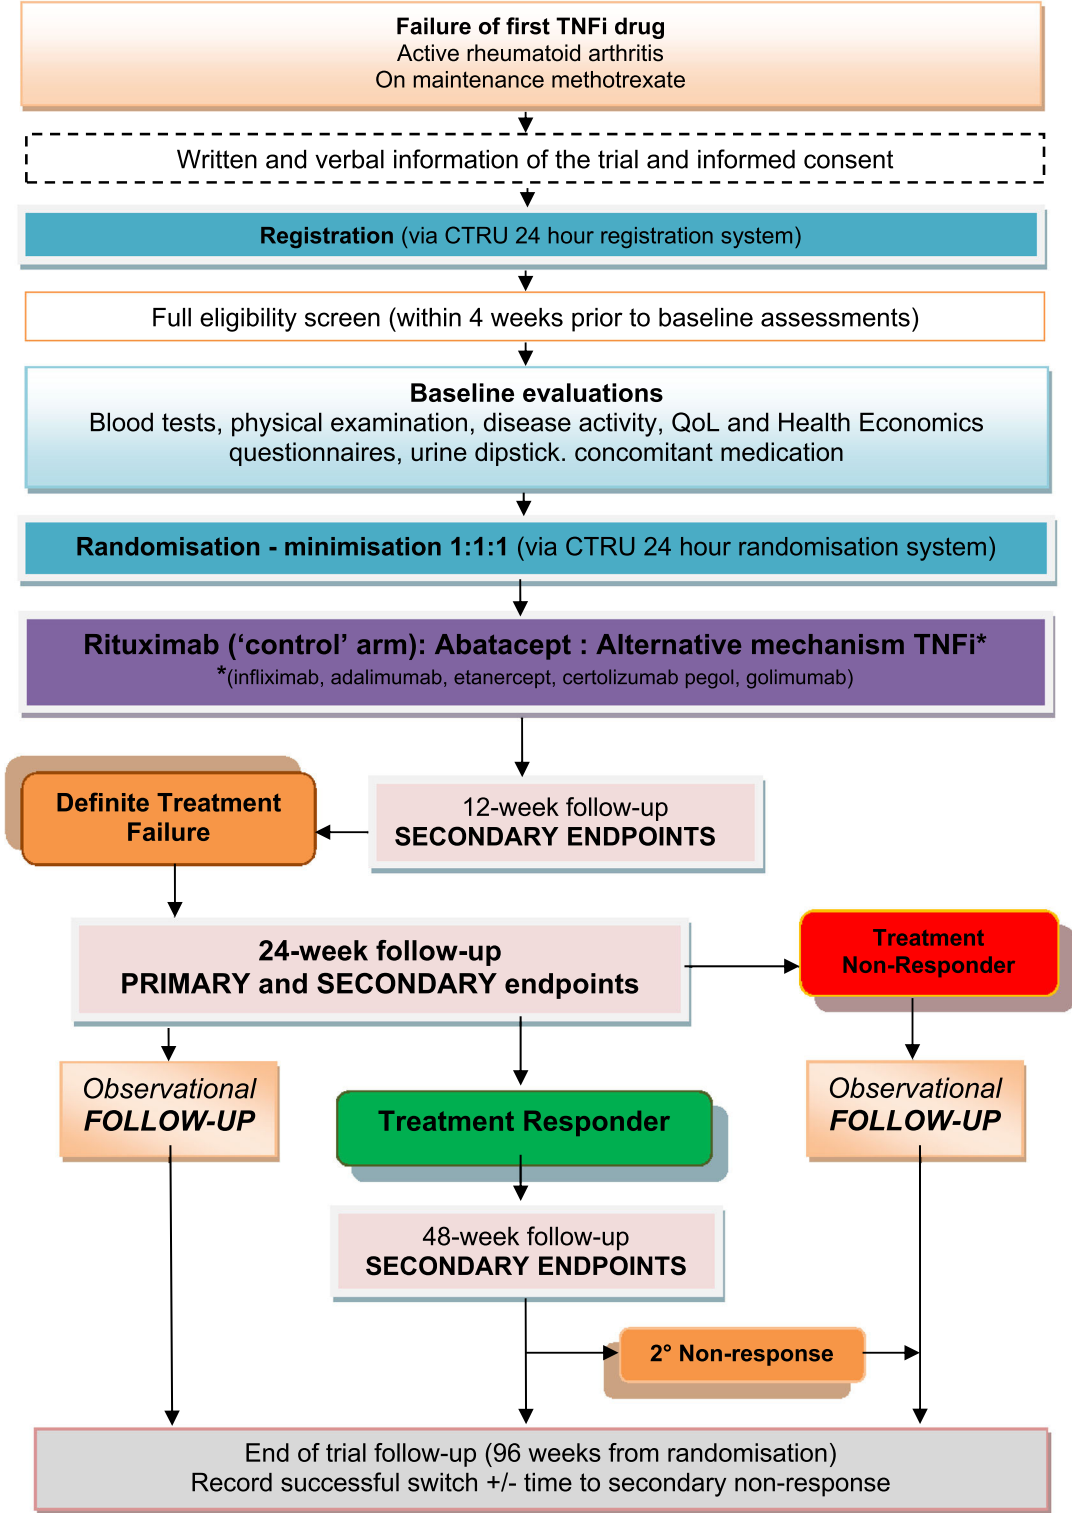 Failure of first TNFi drug
Active rheumatoid arthritis
On maintenance methotrexate
Written and verbal information of the trial and informed consent
Registration (via CTRU 24 hour registration system)
Full eligibility screen (within 4 weeks prior to baseline assessments)
Baseline evaluations
Blood tests, physical examination, disease activity, QoL and Health Economics
questionnaires, urine dipstick. concomitant medication
Randomisation - minimisation 1:1:1 (via CTRU 24 hour randomisation system)
Rituximab (‘control’ arm): Abatacept : Alternative mechanism TNFi*
*(infliximab, adalimumab, etanercept, certolizumab pegol, golimumab)
12-week follow-up
SECONDARY ENDPOINTS
Definite Treatment
Failure
24-week follow-up
PRIMARY and SECONDARY endpoints
Treatment
Non-Responder
Observational
FOLLOW-UP
Treatment Responder
Observational
FOLLOW-UP
48-week follow-up
SECONDARY ENDPOINTS
2° Non-response
End of trial follow-up (96 weeks from randomisation)
Record successful switch +/- time to secondary non-response